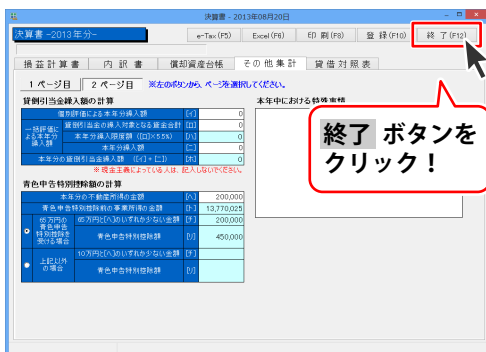 決算書 - 2013年08月20日
決算書 -2013年分-
e-Tax (F5)
Excel (F6)
印 刷 (F8)
登 録 (F10)
終 了 (F12)
損 益 計 算 書
内 訳 書
償却資産台帳
そ の 他 集 計
貸 借 対 照 表
1 ページ目
2 ページ目
※左のボタンから、ページを選択してください。
貸倒引当金繰入額の計算
本年中における特殊事情
個別評価による本年分繰入額 [イ] 0
一括評価による本年分繰入額
貸倒引当金の繰入対象となる貸金合計 [ロ] 0
本年分繰入限度額 ([ロ]×5.5%) [ハ] 0
本年分繰入額 [ニ] 0
本年分の貸倒引当金繰入額 ([イ]+[ニ]) [ホ] 0
※ 現金主義によっている人は、記入しないでください。
青色申告特別控除額の計算
本年分の不動産所得の金額 [ヘ] 200,000
青色申告特別控除前の事業所得の金額 [ト] 13,770,025
65万円の青色申告特別控除を受ける場合
65万円と[ヘ]のいずれか少ない金額 [チ] 200,000
青色申告特別控除額 [リ] 450,000
上記以外の場合
10万円と[ヘ]のいずれか少ない金額 [チ]
青色申告特別控除額 [リ]
終了 ボタンを
クリック！